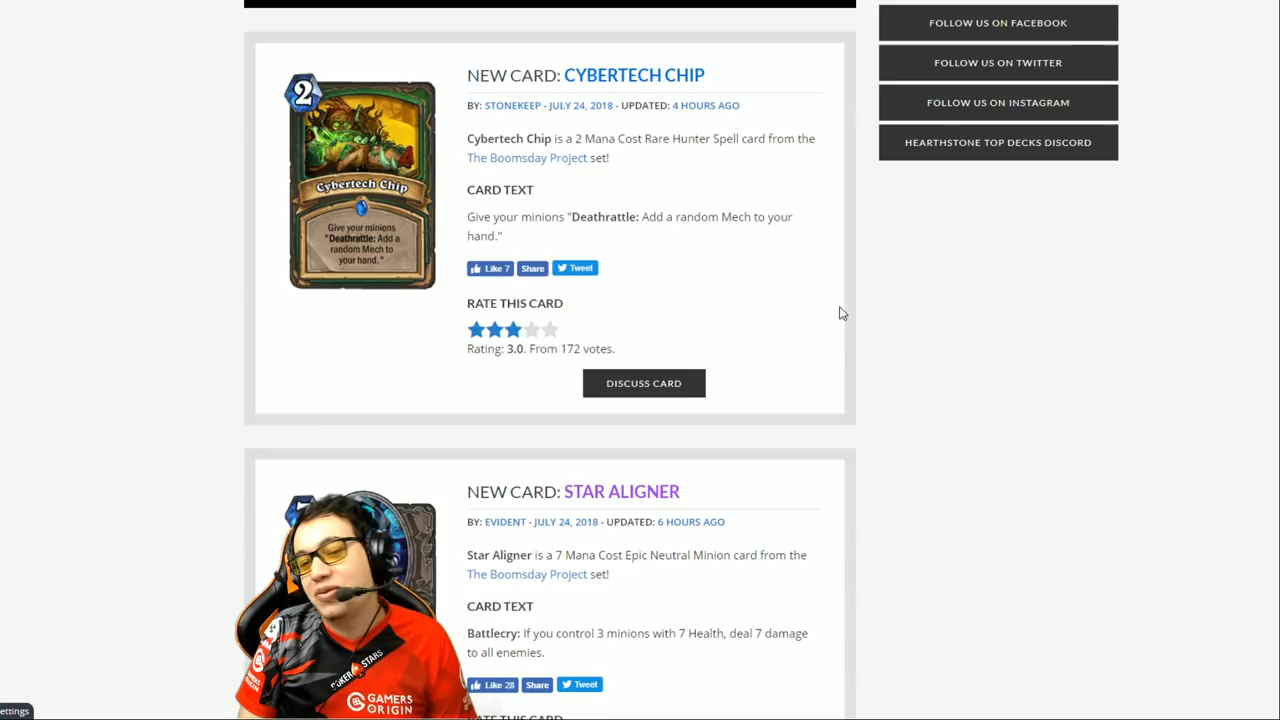 FOLLOW US ON FACEBOOK
FOLLOW US ON TWITTER
FOLLOW US ON INSTAGRAM
HEARTHSTONE TOP DECKS DISCORD
2
Cybertech Chip
Give your minions
"Deathrattle: Add a
random Mech to
your hand."
NEW CARD: CYBERTECH CHIP
BY: STONEKEEP - JULY 24, 2018 - UPDATED: 4 HOURS AGO
Cybertech Chip is a 2 Mana Cost Rare Hunter Spell card from the
The Boomsday Project set!
CARD TEXT
Give your minions "Deathrattle: Add a random Mech to your
hand."
Like 7 Share Tweet
RATE THIS CARD
Rating: 3.0. From 172 votes.
DISCUSS CARD
NEW CARD: STAR ALIGNER
BY: EVIDENT - JULY 24, 2018 - UPDATED: 6 HOURS AGO
Star Aligner is a 7 Mana Cost Epic Neutral Minion card from the
The Boomsday Project set!
CARD TEXT
Battlecry: If you control 3 minions with 7 Health, deal 7 damage
to all enemies.
Like 28 Share Tweet
POKER STARS
GAMERS
ORIGIN
ettings